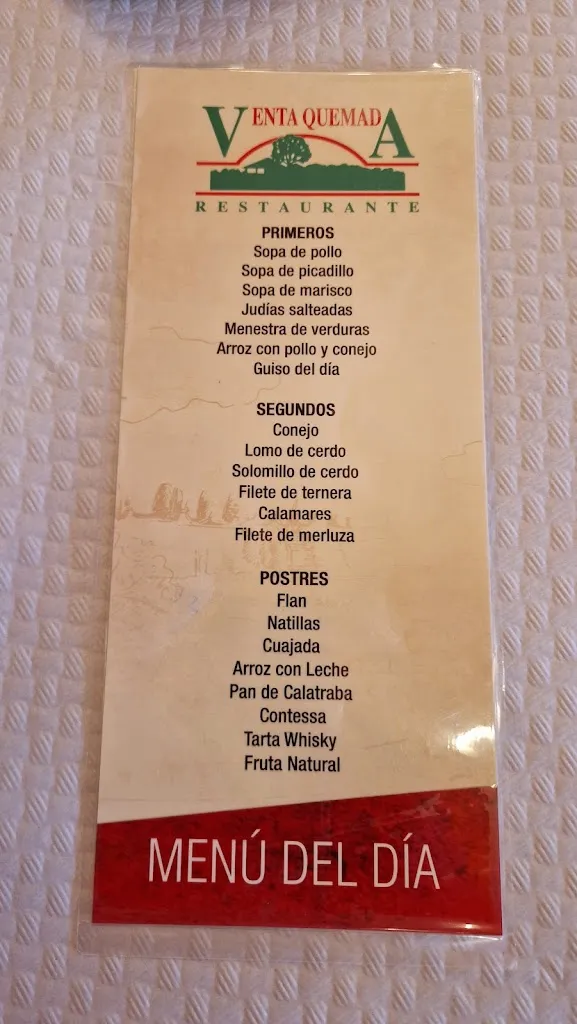 VENTA QUEMADA
RESTAURANTE
PRIMEROS
Sopa de pollo
Sopa de picadillo
Sopa de marisco
Judías salteadas
Menestra de verduras
Arroz con pollo y conejo
Guiso del día
SEGUNDOS
Conejo
Lomo de cerdo
Solomillo de cerdo
Filete de ternera
Calamares
Filete de merluza
POSTRES
Flan
Natillas
Cuajada
Arroz con Leche
Pan de Calatraba
Contessa
Tarta Whisky
Fruta Natural
MENÚ DEL DÍA